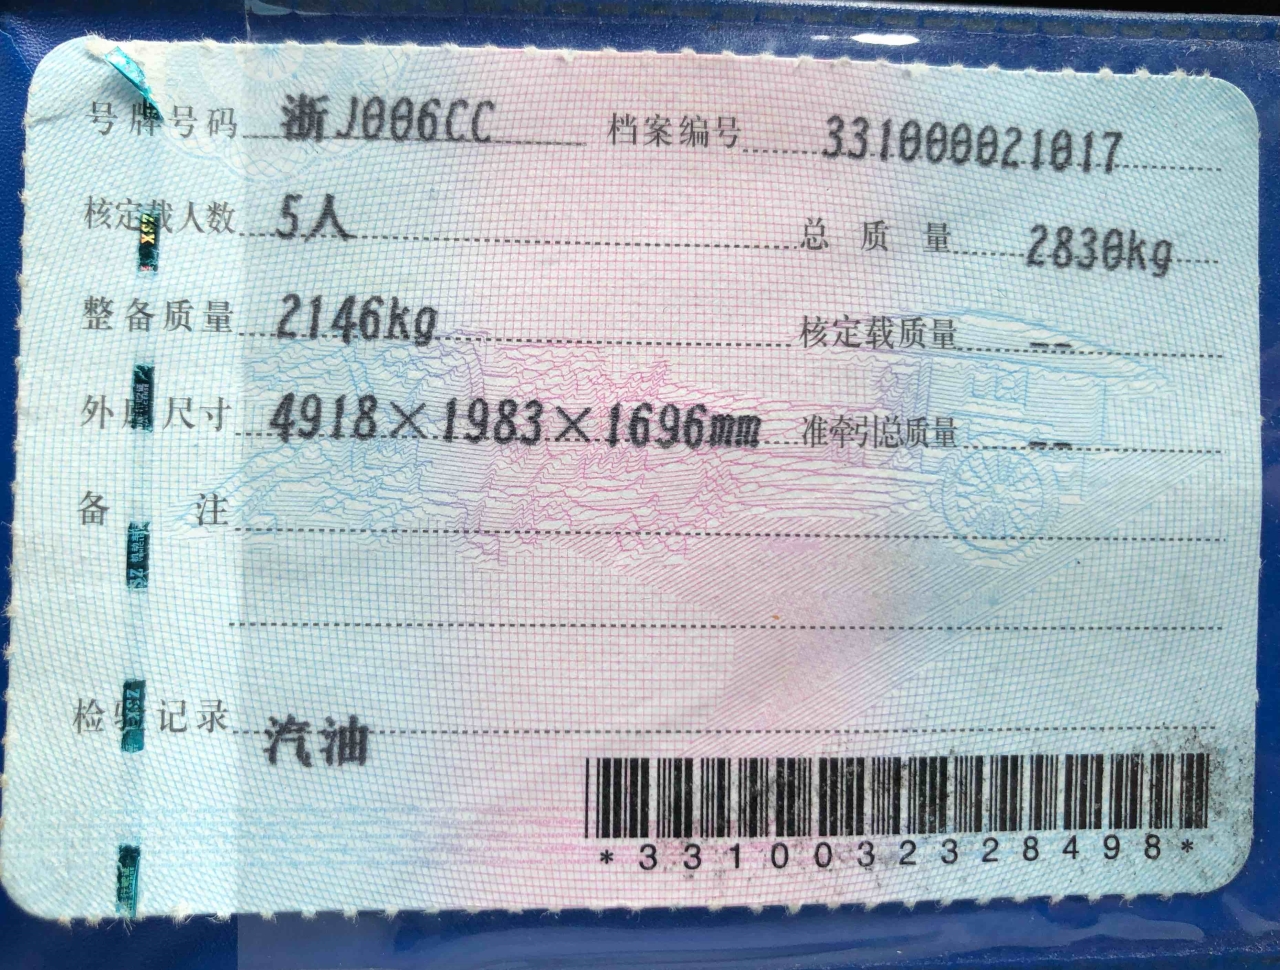 号牌号码 浙J006CC 档案编号 331000021017
核定载人数 5人 总质量 2830kg
整备质量 2146kg 核定载质量 --
外廓尺寸 4918×1983×1696mm 准牵引总质量 --
备注
检验记录 汽油
*3310032328498*